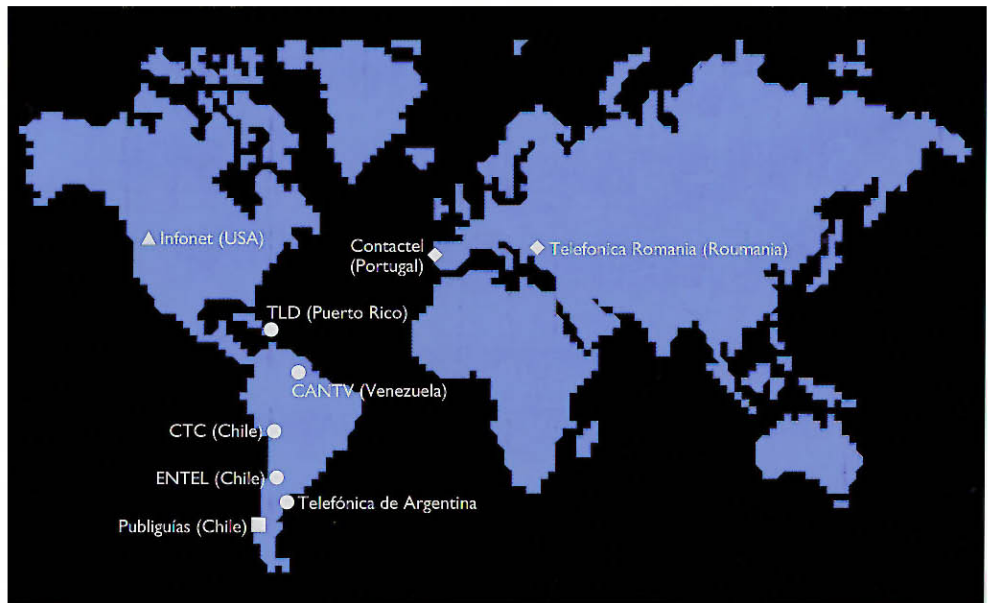 Infonet (USA)
Contactel
(Portugal)
Telefonica Romania (Roumania)
TLD (Puerto Rico)
CANTV (Venezuela)
CTC (Chile)
ENTEL (Chile)
Telefónica de Argentina
Publiguías (Chile)